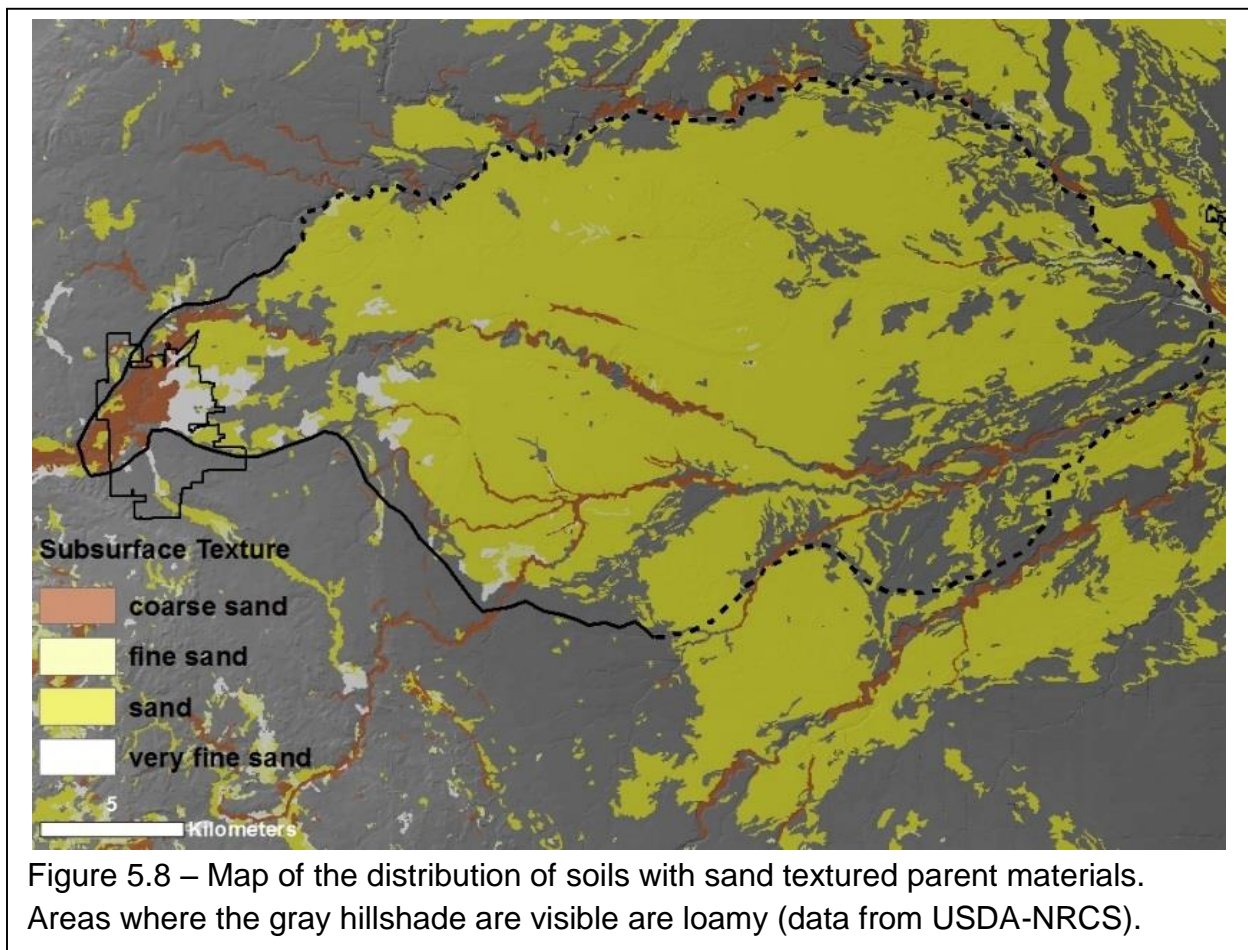 Subsurface Texture
coarse sand
fine sand
sand
very fine sand
5
Kilometers
Figure 5.8 – Map of the distribution of soils with sand textured parent materials.
Areas where the gray hillshade are visible are loamy (data from USDA-NRCS).